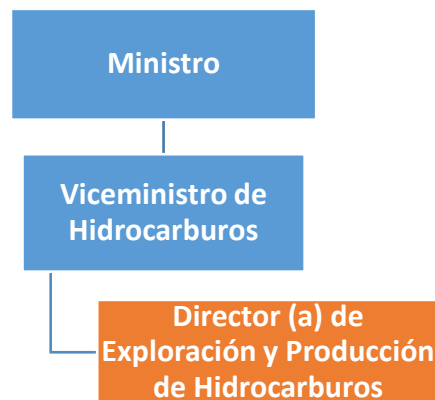 Ministro
Viceministro de
Hidrocarburos
Director (a) de
Exploración y Producción
de Hidrocarburos